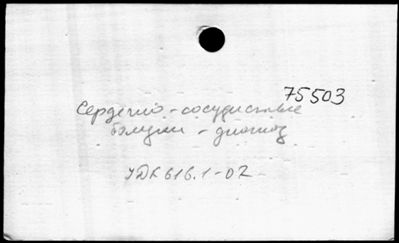 75503
Сердечно-сосудистые
болезни - диагноз
УДК 616.1-07